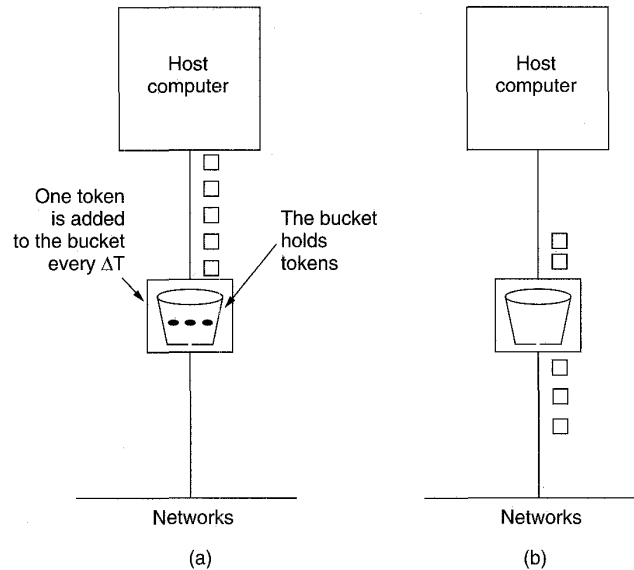 Host
computer
Host
computer
One token
is added
to the bucket
every ΔT
The bucket
holds
tokens
Networks
Networks
(a)
(b)